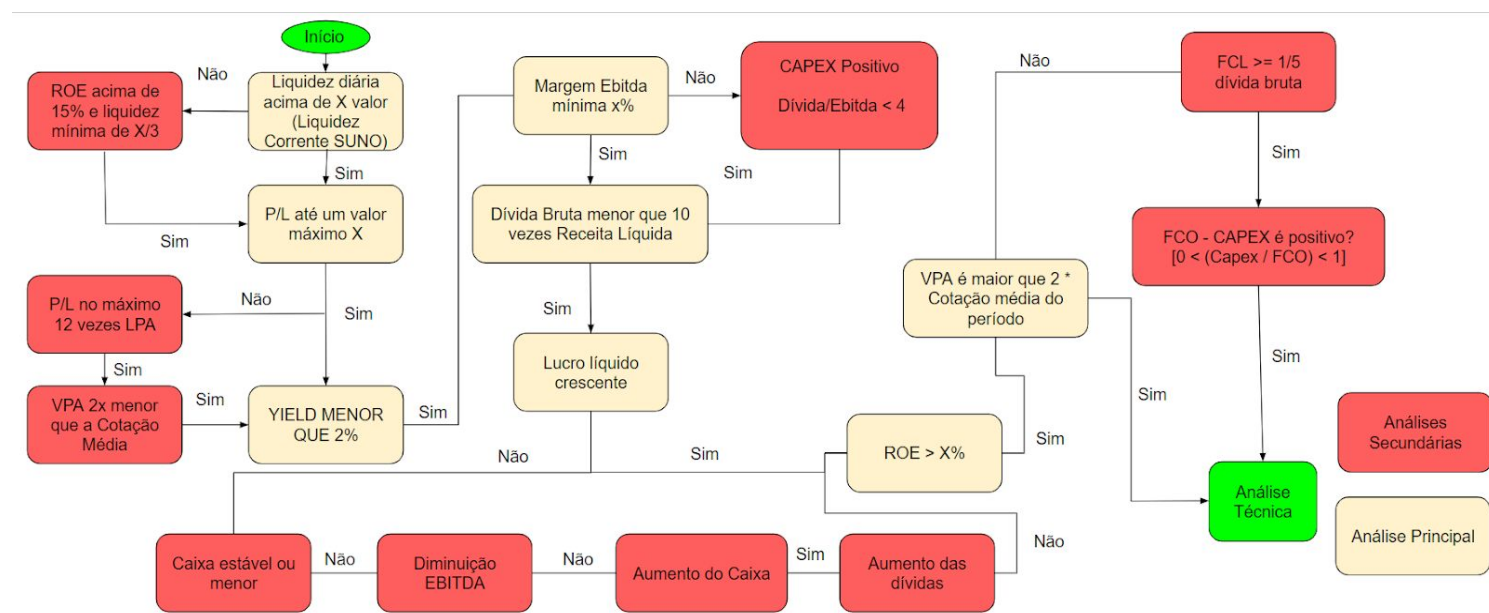 Início
Não
ROE acima de
15% e liquidez
mínima de X/3
Liquidez diária
acima de X valor
(Liquidez
Corrente SUNO)
Sim
Sim
P/L até um valor
máximo X
Não
Sim
P/L no máximo
12 vezes LPA
Sim
VPA 2x menor
que a Cotação
Média
Sim
YIELD MENOR
QUE 2%
Sim
Margem Ebitda
mínima x%
Não
CAPEX Positivo
Dívida/Ebitda < 4
Sim
Sim
Dívida Bruta menor que 10
vezes Receita Líquida
Sim
Lucro líquido
crescente
Não
Sim
Caixa estável ou
menor
Não
Diminuição
EBITDA
Não
Aumento do Caixa
Sim
Aumento das
dívidas
Não
ROE > X%
Sim
VPA é maior que 2 *
Cotação média do
período
Não
Sim
FCL >= 1/5
dívida bruta
Sim
FCO - CAPEX é positivo?
[0 < (Capex / FCO) < 1]
Sim
Análise
Técnica
Análises
Secundárias
Análise Principal